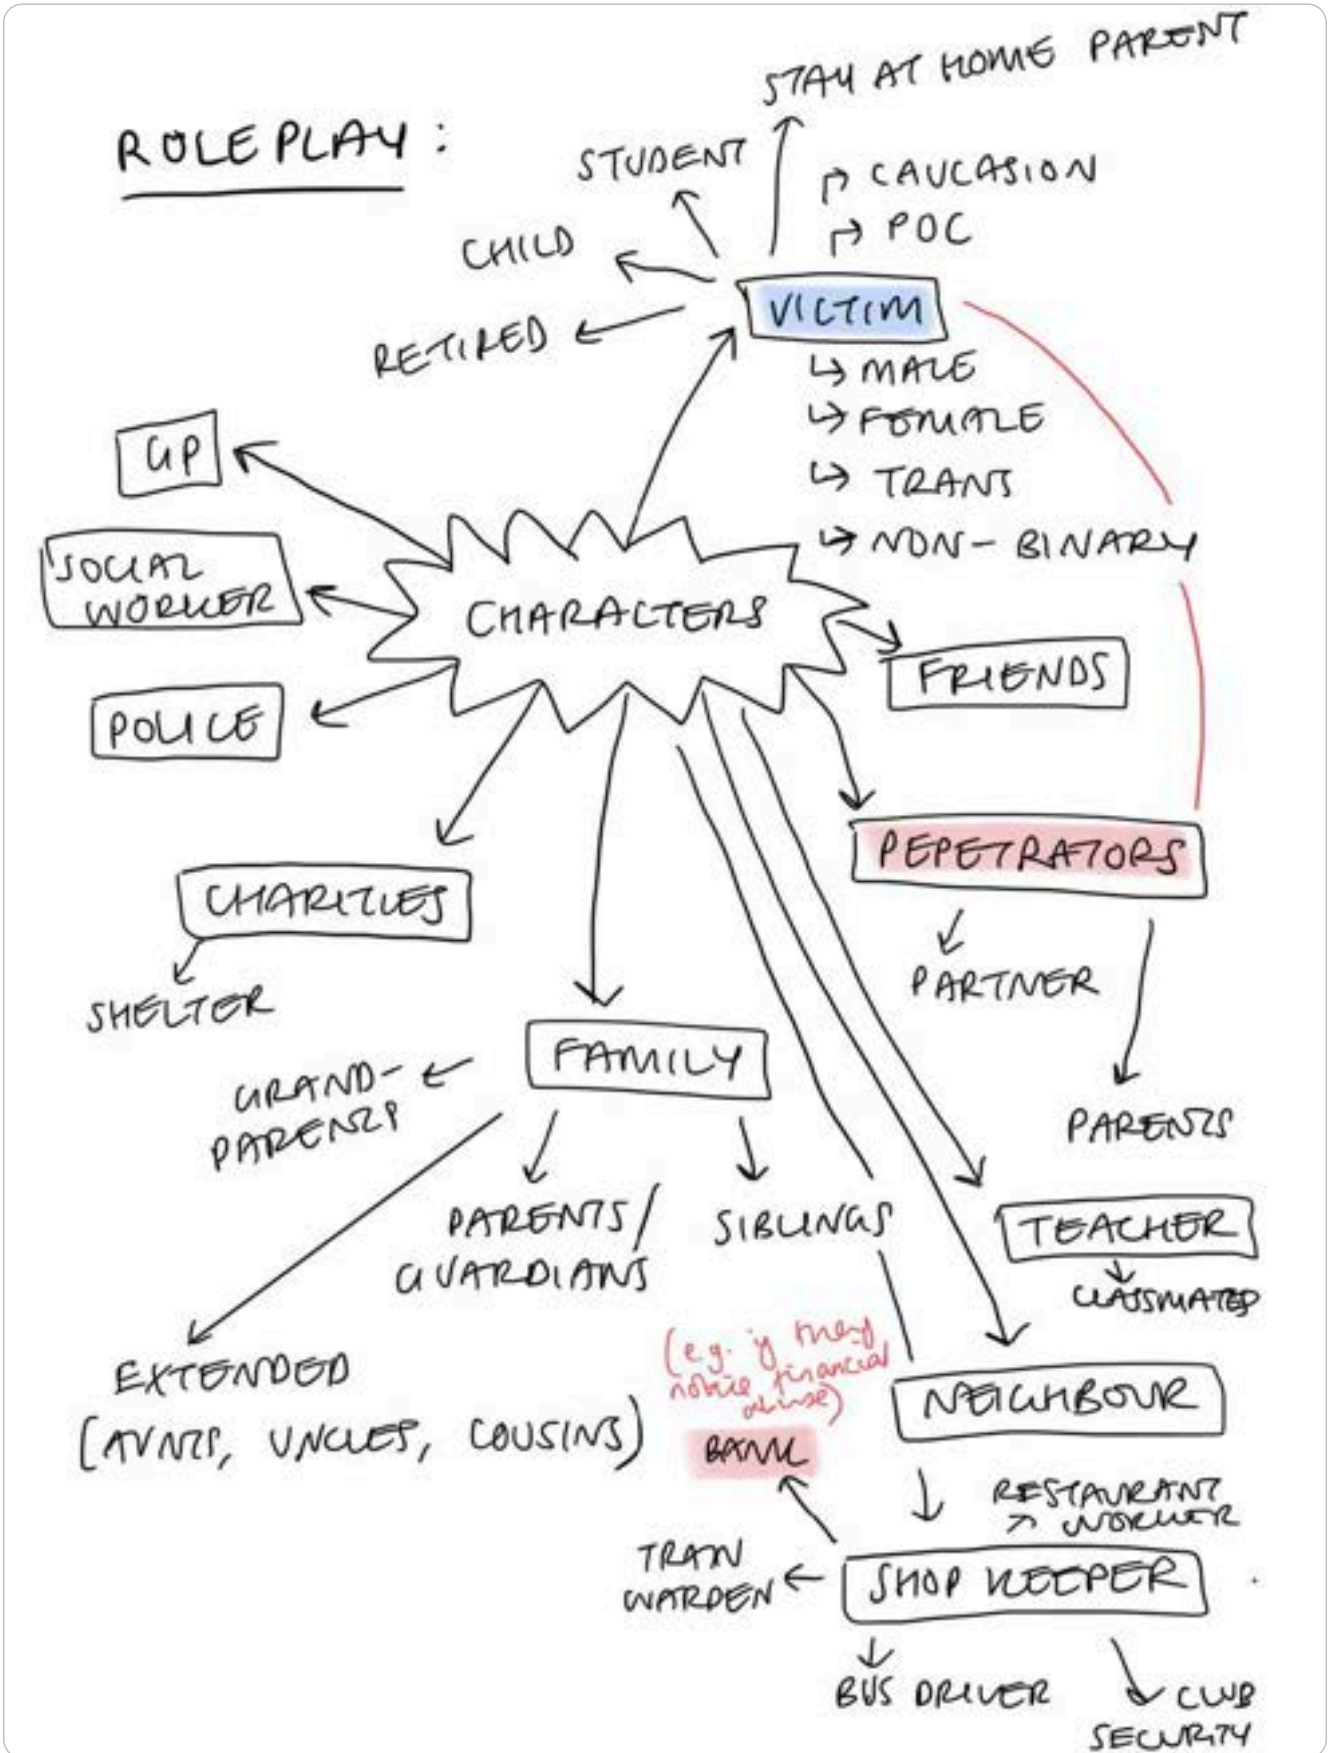 ROLEPLAY :
STAY AT HOME PARENT
STUDENT
CAUCASION
POC
CHILD
RETIRED
VICTIM
MALE
FEMALE
TRANS
NON-BINARY
GP
SOCIAL
WORKER
POLICE
CHARACTERS
FRIENDS
PEPETRATORS
PARTNER
PARENTS
CHARITIES
SHELTER
FAMILY
GRAND-
PARENTS
PARENTS/
GUARDIANS
SIBLINGS
EXTENDED
(AUNTS, UNCLES, COUSINS)
TEACHER
CLASSMATES
NEIGHBOUR
(e.g. if they
notice financial
abuse)
BANK
RESTAURANT
WORKER
SHOP KEEPER
TRAIN
WARDEN
BUS DRIVER
CLUB
SECURITY